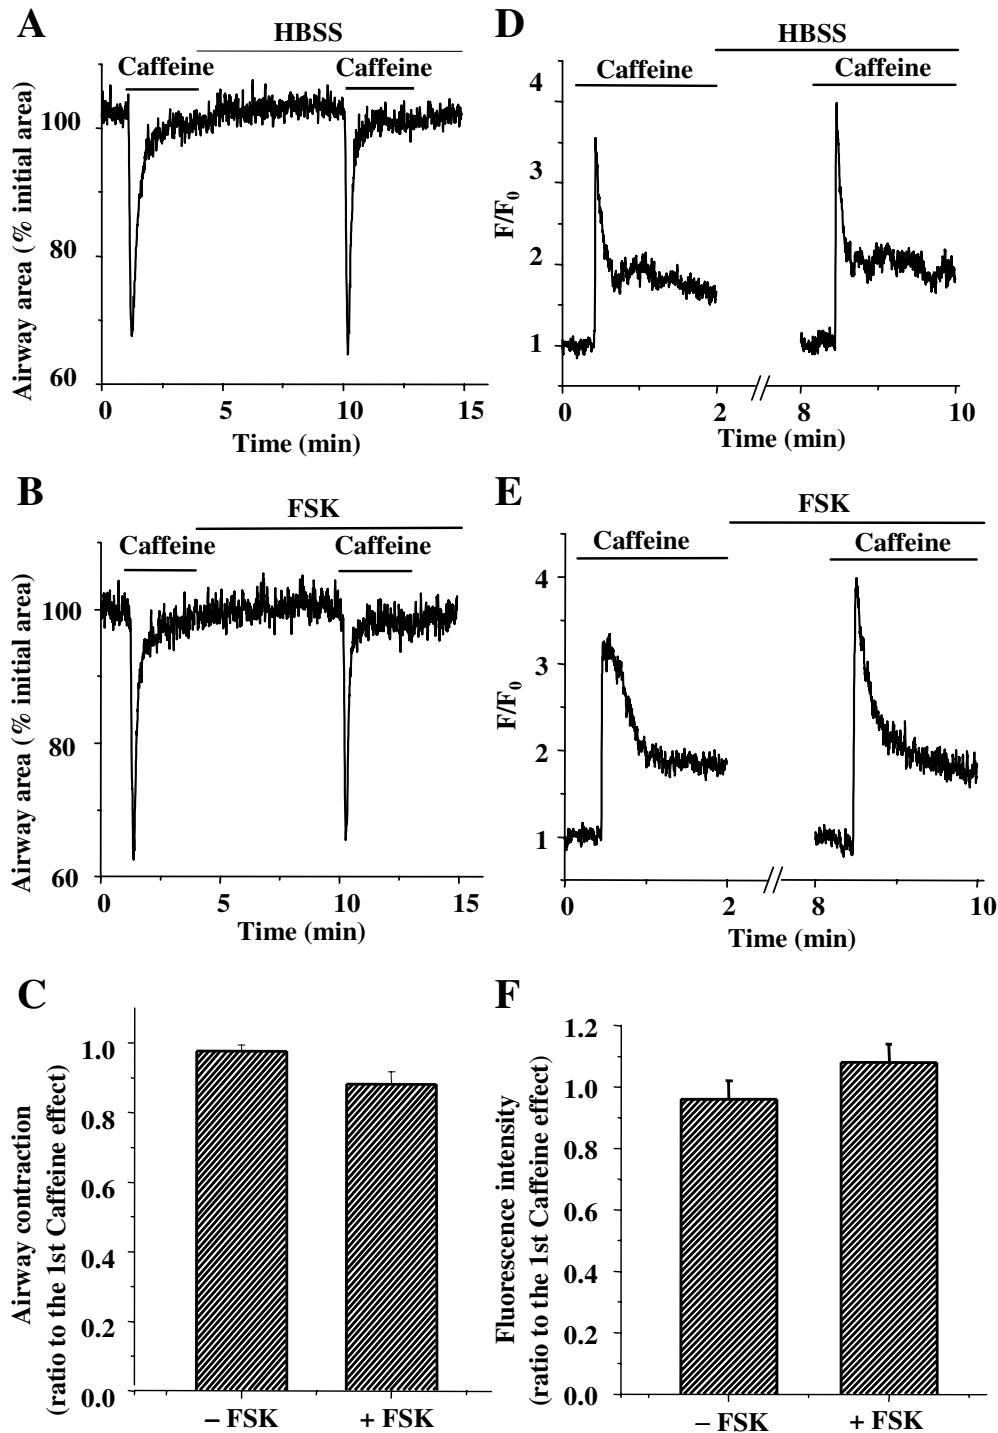 A
HBSS
Caffeine
Caffeine
Airway area (% initial area)
100
80
60
0
5
10
15
Time (min)
D
HBSS
Caffeine
Caffeine
F/F0
4
3
2
1
0
2
8
10
Time (min)
B
FSK
Caffeine
Caffeine
Airway area (% initial area)
100
80
60
0
5
10
15
Time (min)
E
FSK
Caffeine
Caffeine
F/F0
4
3
2
1
0
2
8
10
Time (min)
C
Airway contraction
(ratio to the 1st Caffeine effect)
1.0
0.8
0.6
0.4
0.2
0.0
– FSK
+ FSK
F
Fluorescence intensity
(ratio to the 1st Caffeine effect)
1.2
1.0
0.8
0.6
0.4
0.2
0.0
– FSK
+ FSK